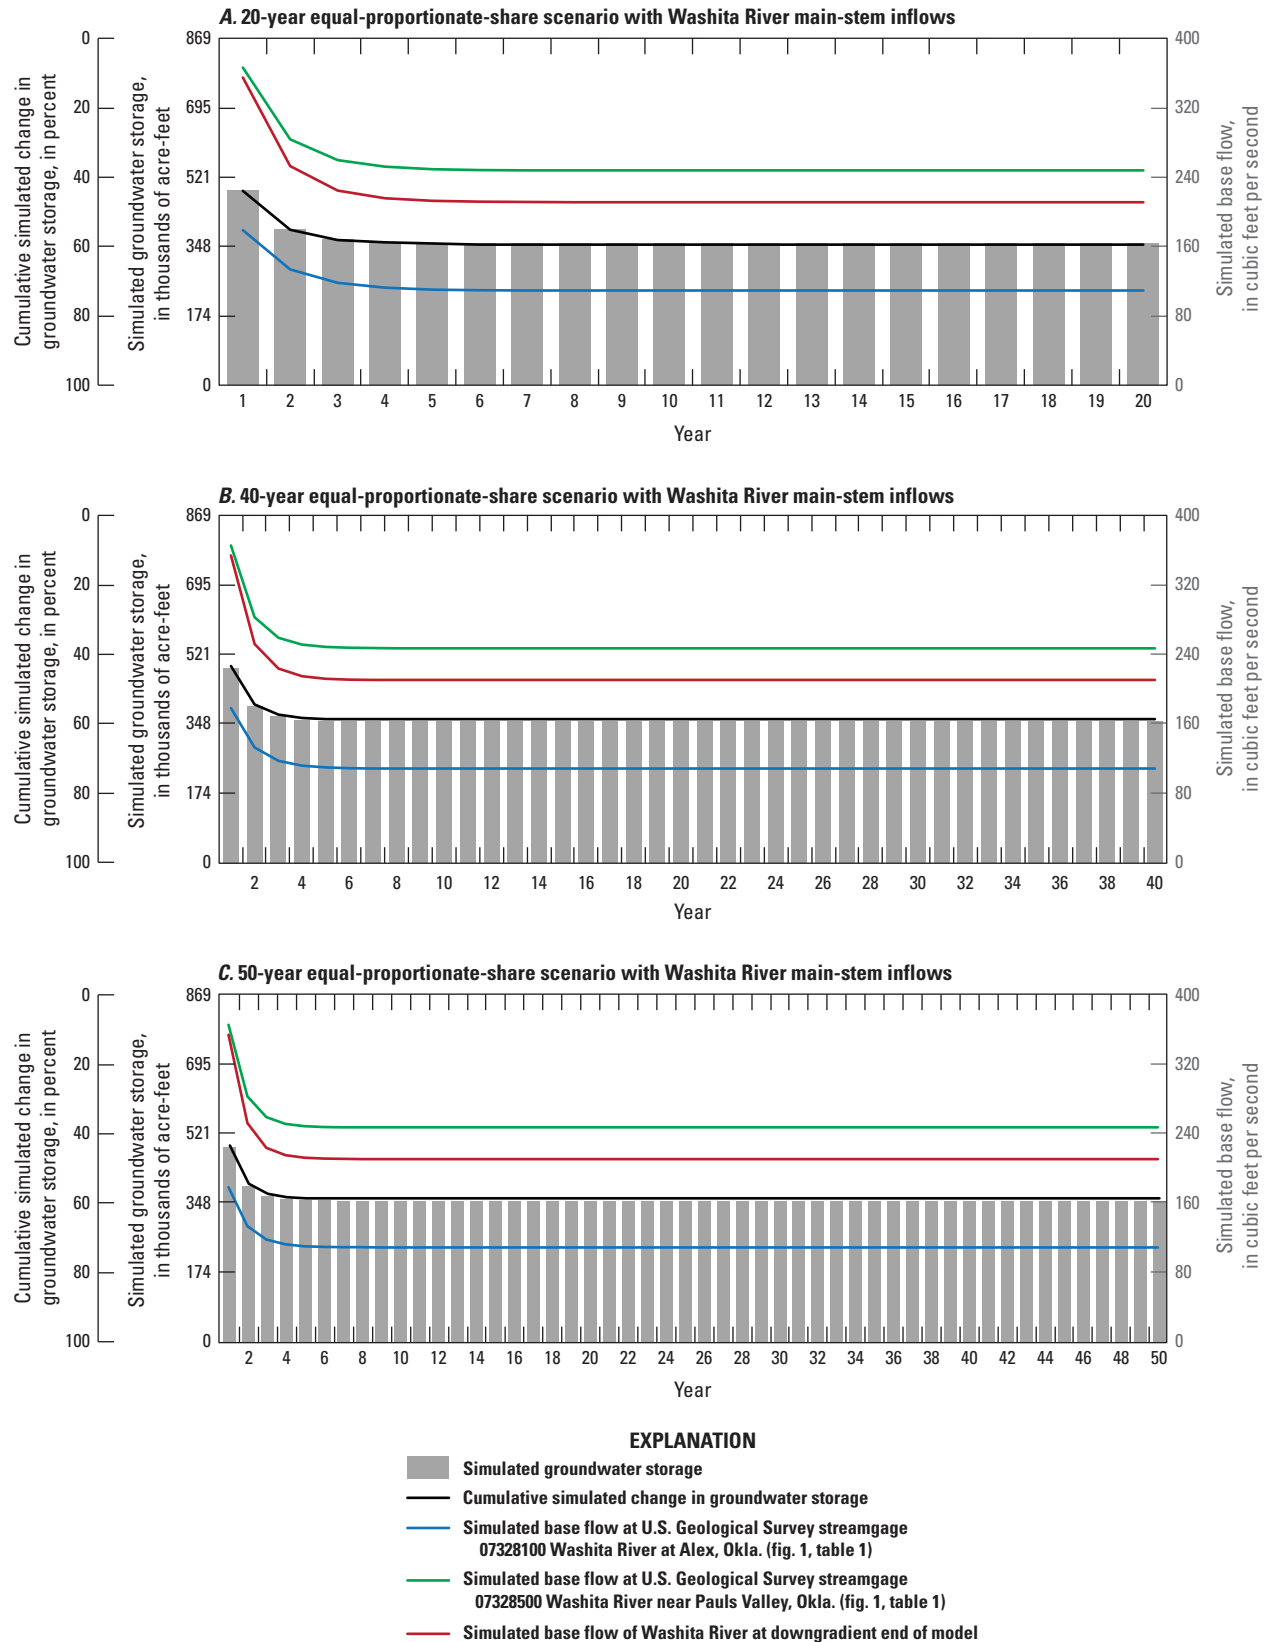 A. 20-year equal-proportionate-share scenario with Washita River main-stem inflows
Cumulative simulated change in
groundwater storage, in percent
0
20
40
60
80
100
Simulated groundwater storage,
in thousands of acre-feet
869
695
521
348
174
0
400
320
240
160
80
0
Simulated base flow,
in cubic feet per second
1 2 3 4 5 6 7 8 9 10 11 12 13 14 15 16 17 18 19 20
Year
B. 40-year equal-proportionate-share scenario with Washita River main-stem inflows
Cumulative simulated change in
groundwater storage, in percent
0
20
40
60
80
100
Simulated groundwater storage,
in thousands of acre-feet
869
695
521
348
174
0
400
320
240
160
80
0
Simulated base flow,
in cubic feet per second
2 4 6 8 10 12 14 16 18 20 22 24 26 28 30 32 34 36 38 40
Year
C. 50-year equal-proportionate-share scenario with Washita River main-stem inflows
Cumulative simulated change in
groundwater storage, in percent
0
20
40
60
80
100
Simulated groundwater storage,
in thousands of acre-feet
869
695
521
348
174
0
400
320
240
160
80
0
Simulated base flow,
in cubic feet per second
2 4 6 8 10 12 14 16 18 20 22 24 26 28 30 32 34 36 38 40 42 44 46 48 50
Year
EXPLANATION
Simulated groundwater storage
Cumulative simulated change in groundwater storage
Simulated base flow at U.S. Geological Survey streamgage
07328100 Washita River at Alex, Okla. (fig. 1, table 1)
Simulated base flow at U.S. Geological Survey streamgage
07328500 Washita River near Pauls Valley, Okla. (fig. 1, table 1)
Simulated base flow of Washita River at downgradient end of model